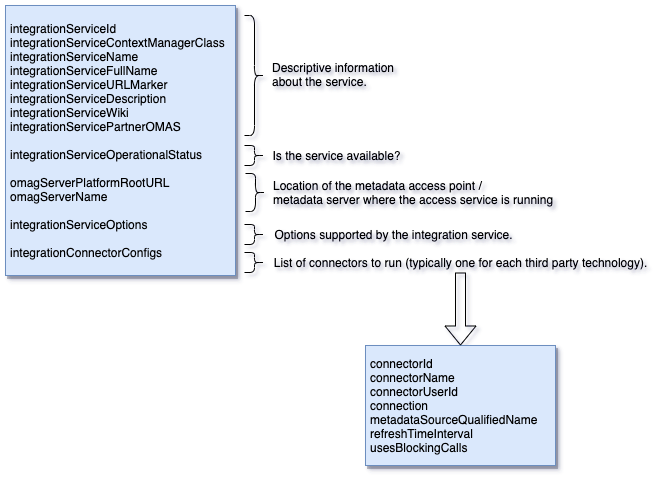 integrationServiceId
integrationServiceContextManagerClass
integrationServiceName
integrationServiceFullName
integrationServiceURLMarker
integrationServiceDescription
integrationServiceWiki
integrationServicePartnerOMAS
Descriptive information
about the service.
integrationServiceOperationalStatus
Is the service available?
omagServerPlatformRootURL
omagServerName
Location of the metadata access point /
metadata server where the access service is running
integrationServiceOptions
Options supported by the integration service.
integrationConnectorConfigs
List of connectors to run (typically one for each third party technology).
connectorId
connectorName
connectorUserId
connection
metadataSourceQualifiedName
refreshTimeInterval
usesBlockingCalls